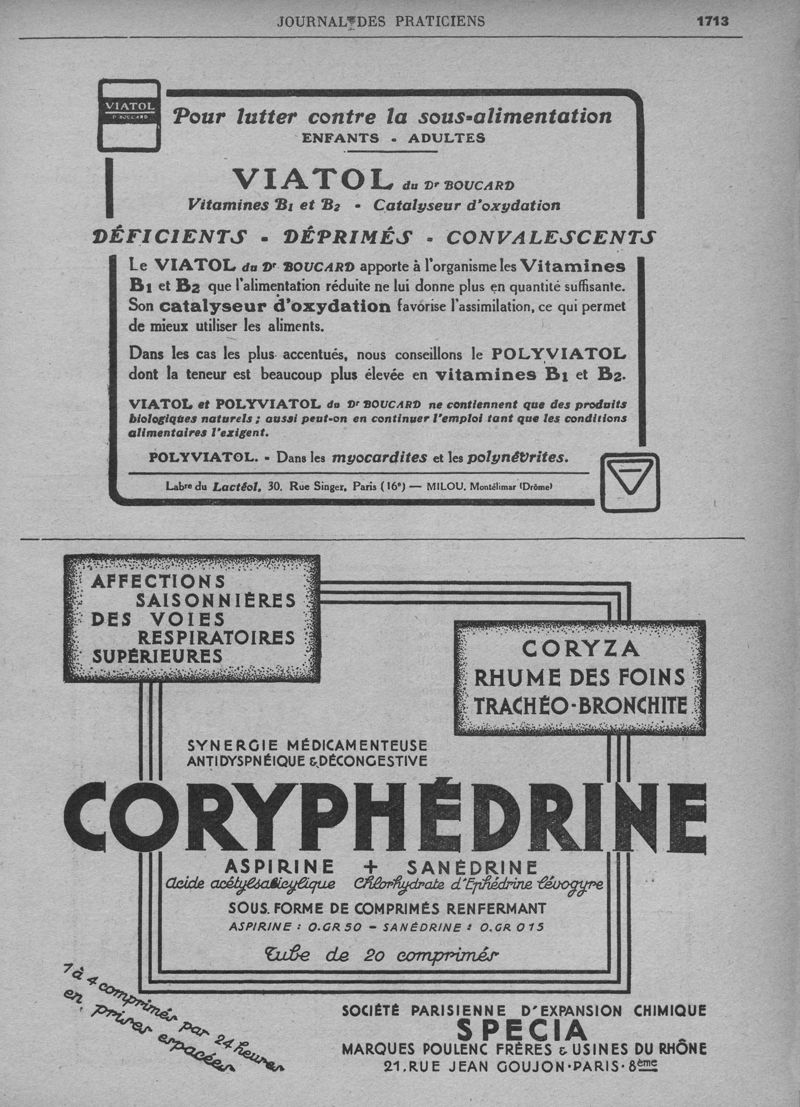 JOURNAL DES PRATICIENS 1713
VIATOL
Dr BOUCARD
Pour lutter contre la sous-alimentation
ENFANTS - ADULTES
VIATOL du Dr BOUCARD
Vitamines B1 et B2 - Catalyseur d'oxydation
DÉFICIENTS - DÉPRIMÉS - CONVALESCENTS
Le VIATOL du Dr BOUCARD apporte à l'organisme les Vitamines
B1 et B2 que l'alimentation réduite ne lui donne plus en quantité suffisante.
Son catalyseur d'oxydation favorise l'assimilation, ce qui permet
de mieux utiliser les aliments.
Dans les cas les plus accentués, nous conseillons le POLYVIATOL
dont la teneur est beaucoup plus élevée en vitamines B1 et B2.
VIATOL et POLYVIATOL du Dr BOUCARD ne contiennent que des produits
biologiques naturels ; aussi peut-on en continuer l'emploi tant que les conditions
alimentaires l'exigent.
POLYVIATOL. - Dans les myocardites et les polynévrites.
Labre du Lactéol, 30, Rue Singer, Paris (16e) — MILOU, Montélimar (Drôme)
AFFECTIONS
SAISONNIÈRES
DES VOIES
RESPIRATOIRES
SUPÉRIEURES
CORYZA
RHUME DES FOINS
TRACHÉO-BRONCHITE
SYNERGIE MÉDICAMENTEUSE
ANTIDYSPNÉIQUE & DÉCONGESTIVE
CORYPHÉDRINE
ASPIRINE + SANÉDRINE
Acide acétylsalicylique Chlorhydrate d'Ephédrine lévogyre
SOUS FORME DE COMPRIMÉS RENFERMANT
ASPIRINE : 0.GR 50 - SANÉDRINE : 0.GR 015
Tube de 20 comprimés
1 à 4 comprimés par 24 heures
en prises espacées
SOCIÉTÉ PARISIENNE D'EXPANSION CHIMIQUE
SPECIA
MARQUES POULENC FRÈRES & USINES DU RHÔNE
21, RUE JEAN GOUJON · PARIS · 8ème